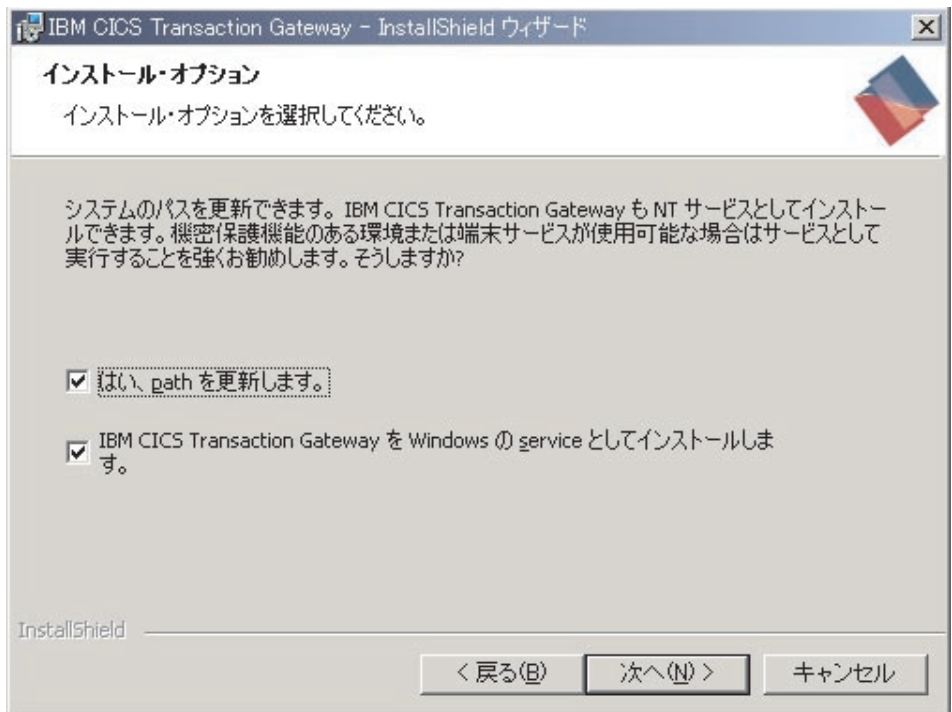 IBM CICS Transaction Gateway - InstallShield ウィザード
インストール・オプション
インストール・オプションを選択してください。
システムのパスを更新できます。IBM CICS Transaction Gateway も NT サービスとしてインストー
ルできます。機密保護機能のある環境または端末サービスが使用可能な場合はサービスとして
実行することを強くお勧めします。そうしますか?
はい、path を更新します。
IBM CICS Transaction Gateway を Windows の service としてインストールしま
す。
InstallShield
< 戻る(B)
次へ(N) >
キャンセル